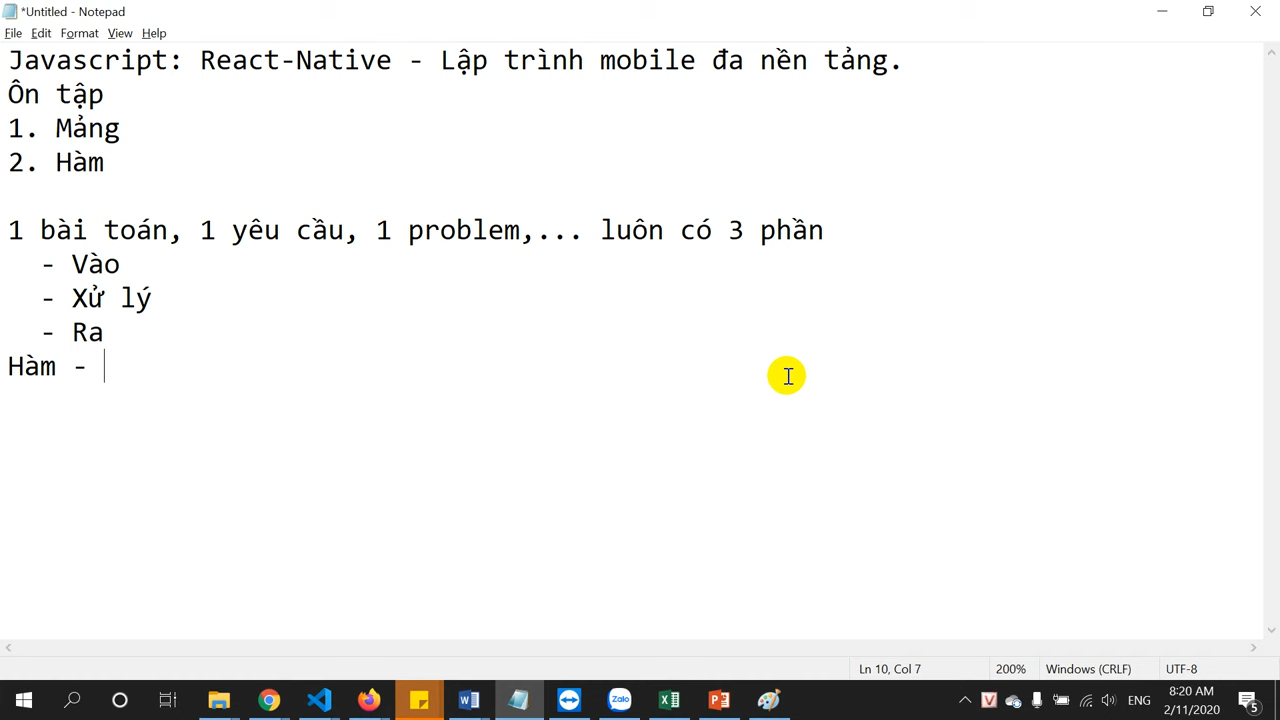 *Untitled - Notepad
File Edit Format View Help
Javascript: React-Native - Lập trình mobile đa nền tảng.
Ôn tập
1. Mảng
2. Hàm
1 bài toán, 1 yêu cầu, 1 problem,... luôn có 3 phần
- Vào
- Xử lý
- Ra
Hàm -
Ln 10, Col 7
200%
Windows (CRLF)
UTF-8
Zalo
ENG
8:20 AM
2/11/2020
5